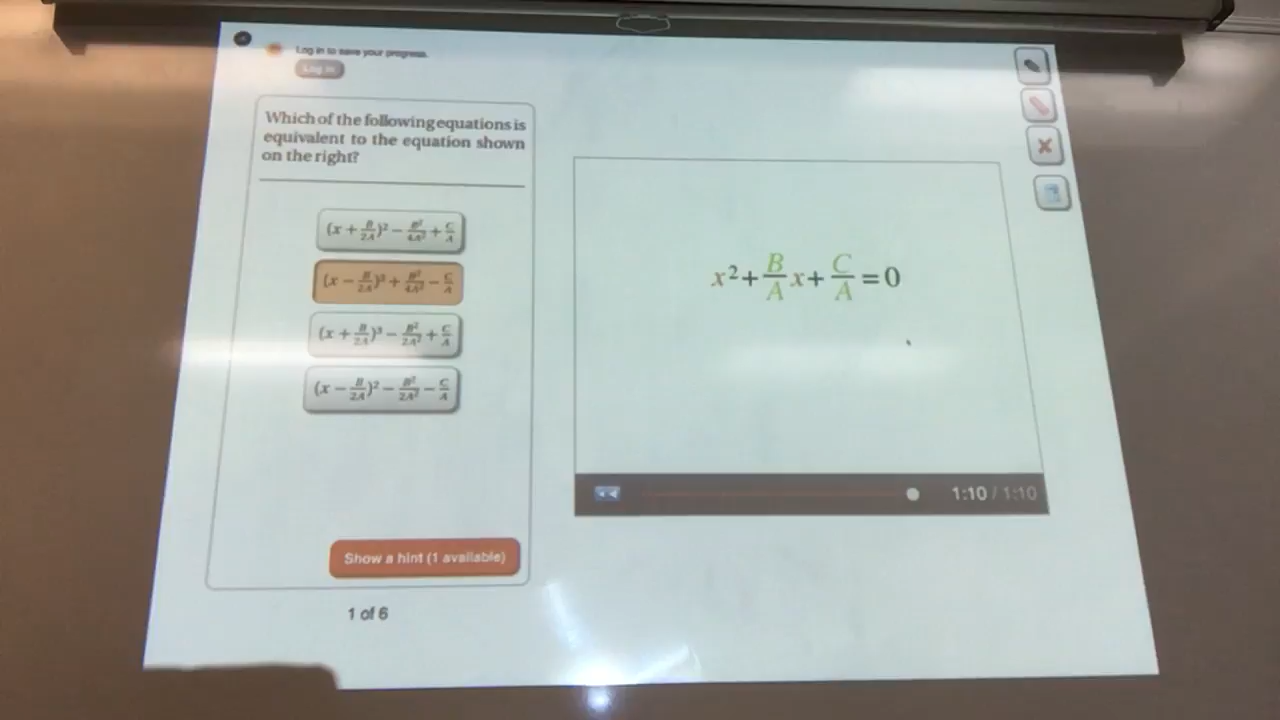 Log in to save your progress.
Log in
Which of the following equations is
equivalent to the equation shown
on the right?
(x + B/2A)² − B²/4A² + C/A
(x − B/2A)³ + B²/4A² − C/A
(x + B/2A)³ − B²/2A² + C/A
(x − B/2A)² − B²/2A² − C/A
Show a hint (1 available)
1 of 6
x² + B/A x + C/A = 0
1:10 / 1:10